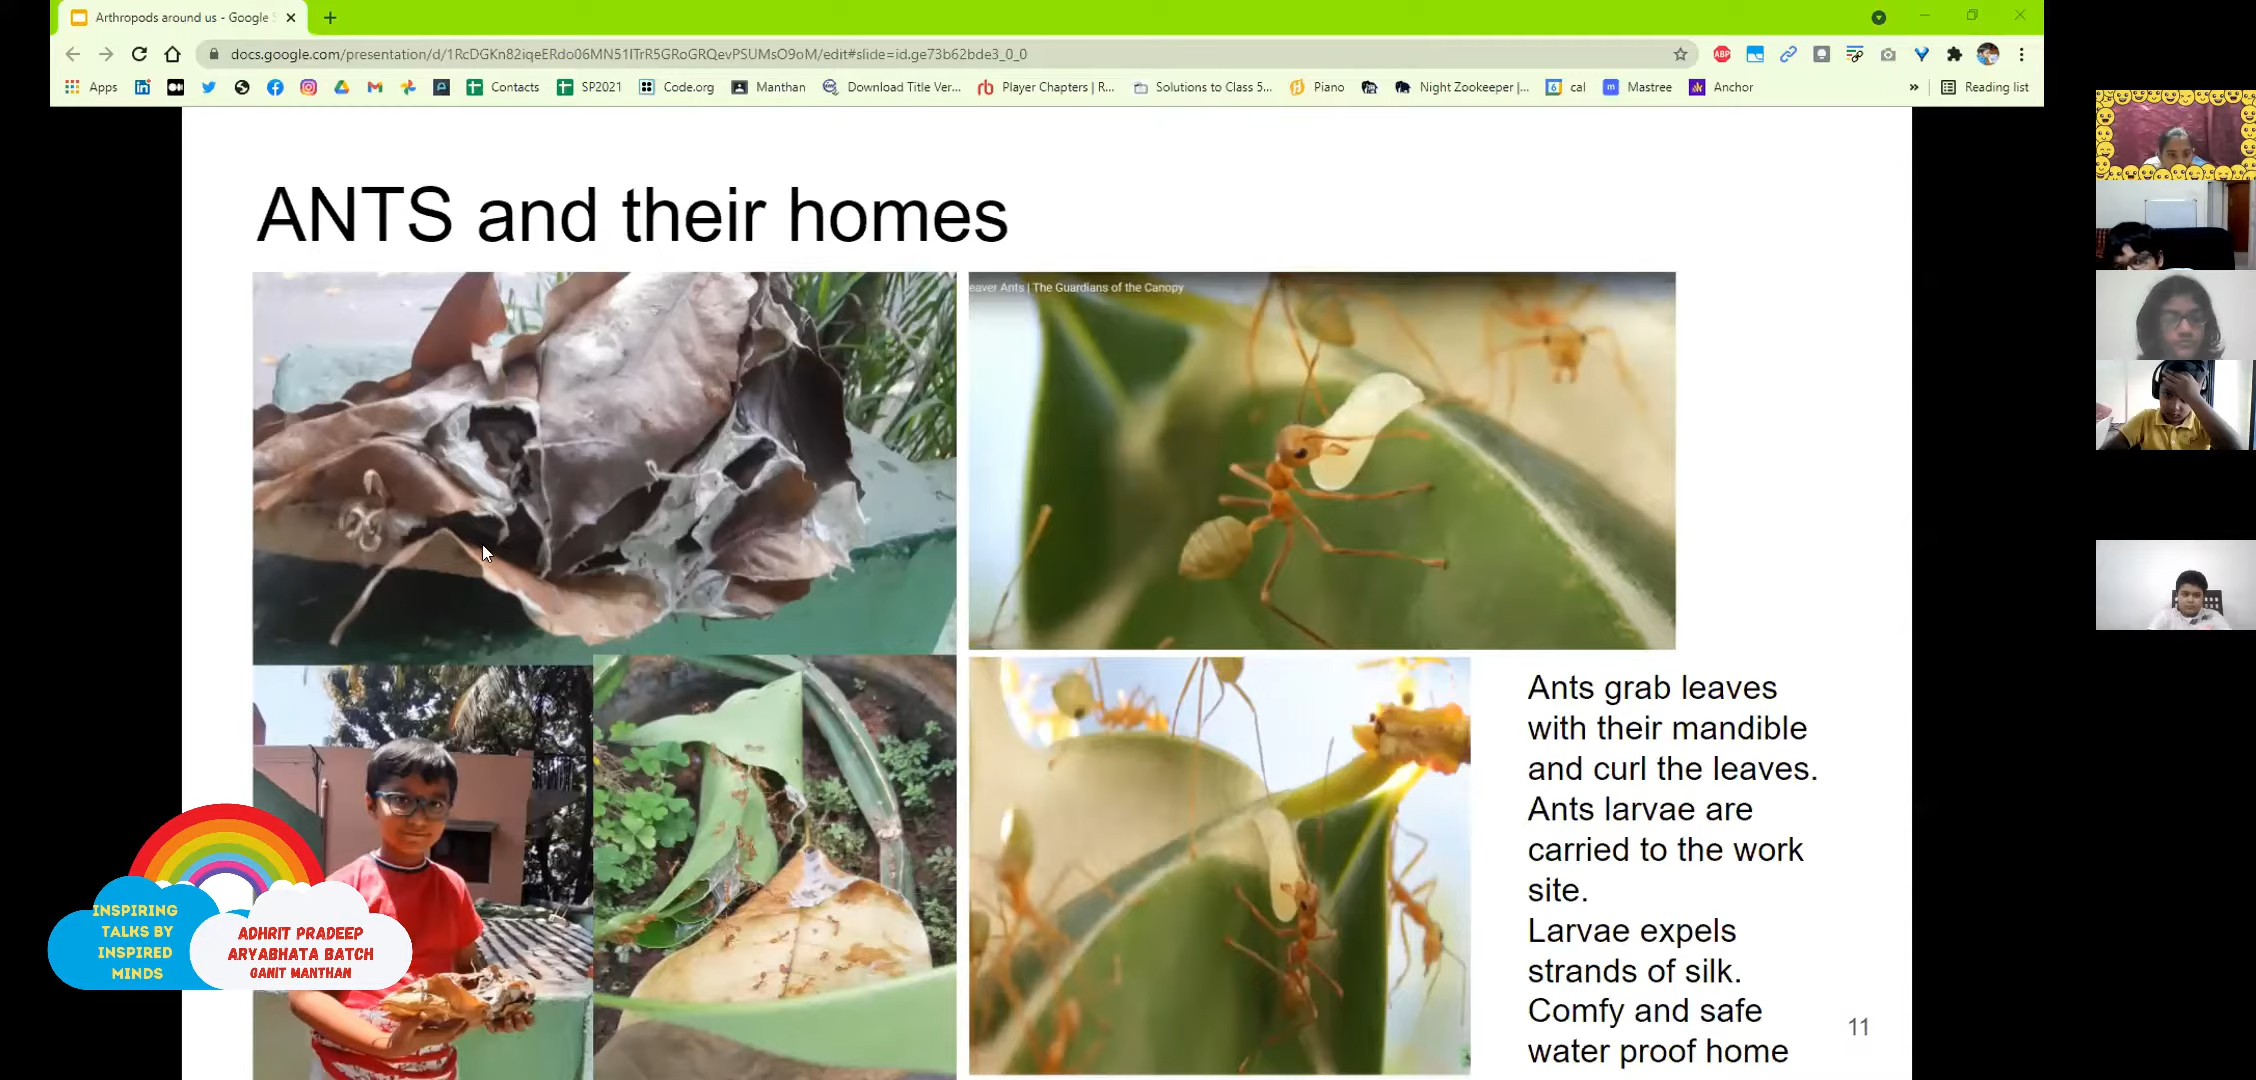 Arthropods around us - Google S
docs.google.com/presentation/d/1RcDGKn82iqeERdo06MN51ITrR5GRoGRQevPSUMsO9oM/edit#slide=id.ge73b62bde3_0_0
ABP
Apps
Contacts
SP2021
Code.org
Manthan
Download Title Ver...
Player Chapters | R...
Solutions to Class 5...
Piano
Night Zookeeper |...
cal
Mastree
Anchor
»
Reading list
ANTS and their homes
eaver Ants | The Guardians of the Canopy
Ants grab leaves
with their mandible
and curl the leaves.
Ants larvae are
carried to the work
site.
Larvae expels
strands of silk.
Comfy and safe
water proof home
11
INSPIRING
TALKS BY
INSPIRED
MINDS
ADHRIT PRADEEP
ARYABHATA BATCH
GANIT MANTHAN